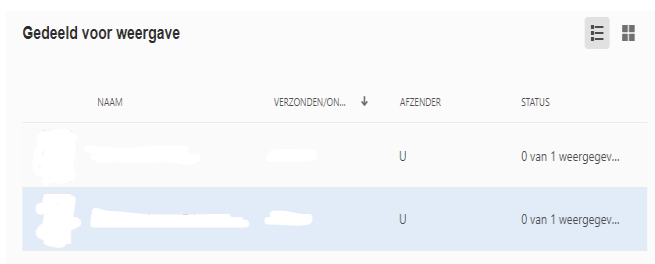 Gedeeld voor weergave
NAAM VERZONDEN/ON... AFZENDER STATUS
U 0 van 1 weergegev...
U 0 van 1 weergegev...